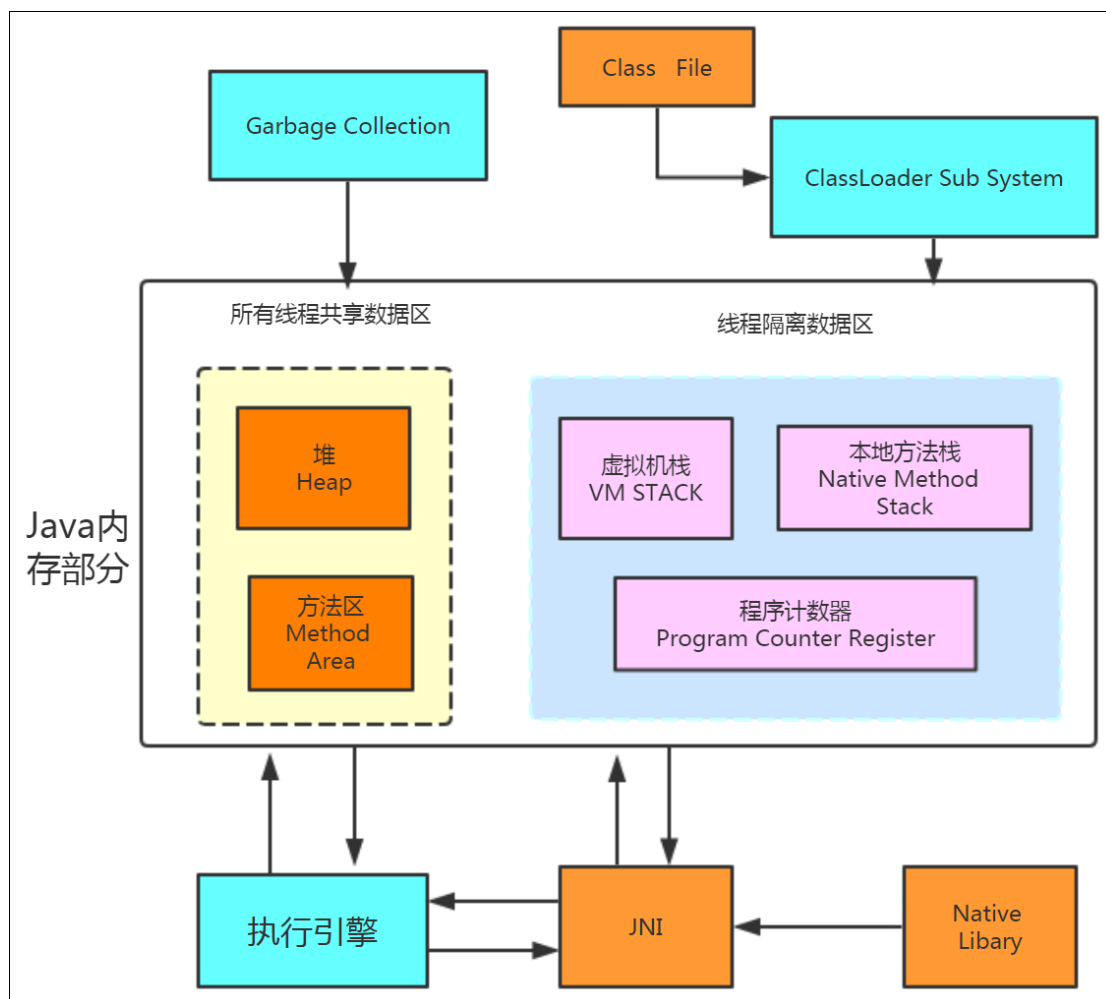 Class File
Garbage Collection
ClassLoader Sub System
所有线程共享数据区
线程隔离数据区
堆
Heap
虚拟机栈
VM STACK
本地方法栈
Native Method
Stack
Java内
存部分
方法区
Method
Area
程序计数器
Program Counter Register
执行引擎
JNI
Native
Libary